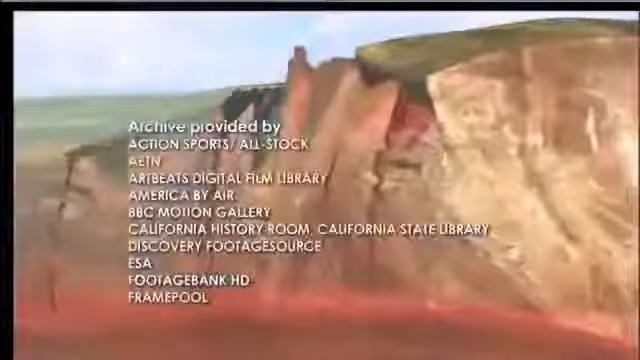 Archive provided by
ACTION SPORTS/ ALL-STOCK
AETN
ARTBEATS DIGITAL FILM LIBRARY
AMERICA BY AIR
BBC MOTION GALLERY
CALIFORNIA HISTORY ROOM, CALIFORNIA STATE LIBRARY
DISCOVERY FOOTAGESOURCE
ESA
FOOTAGEBANK HD
FRAMEPOOL